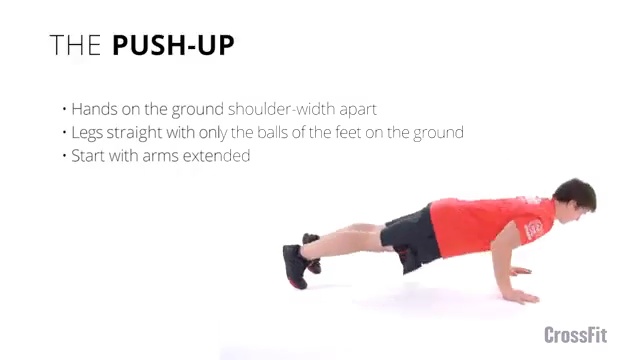 THE PUSH-UP
• Hands on the ground shoulder-width apart
• Legs straight with only the balls of the feet on the ground
• Start with arms extended
CrossFit